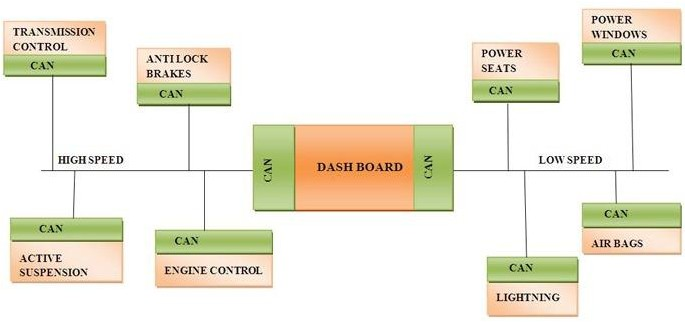 TRANSMISSION
CONTROL
CAN
ANTI LOCK
BRAKES
CAN
HIGH SPEED
CAN
ACTIVE
SUSPENSION
CAN
ENGINE CONTROL
CAN
DASH BOARD
CAN
POWER
SEATS
CAN
POWER
WINDOWS
CAN
LOW SPEED
CAN
LIGHTNING
CAN
AIR BAGS